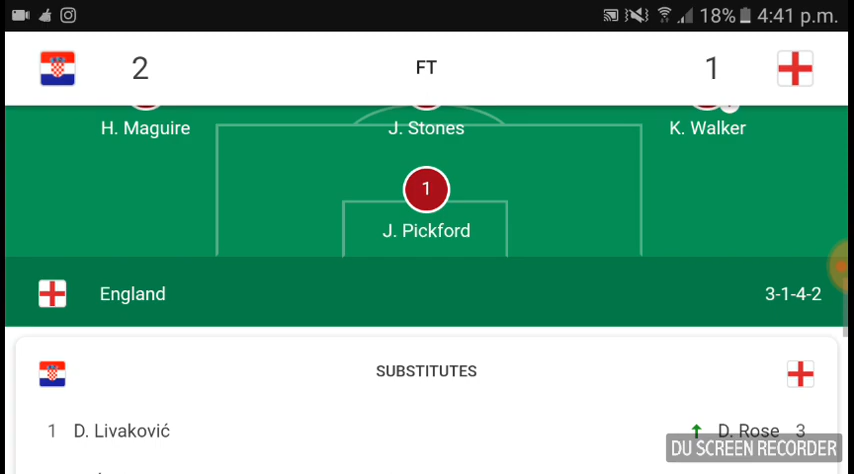 18% 4:41 p.m.
2 FT 1
H. Maguire J. Stones K. Walker
1
J. Pickford
England 3-1-4-2
SUBSTITUTES
1 D. Livaković D. Rose 3
DU SCREEN RECORDER